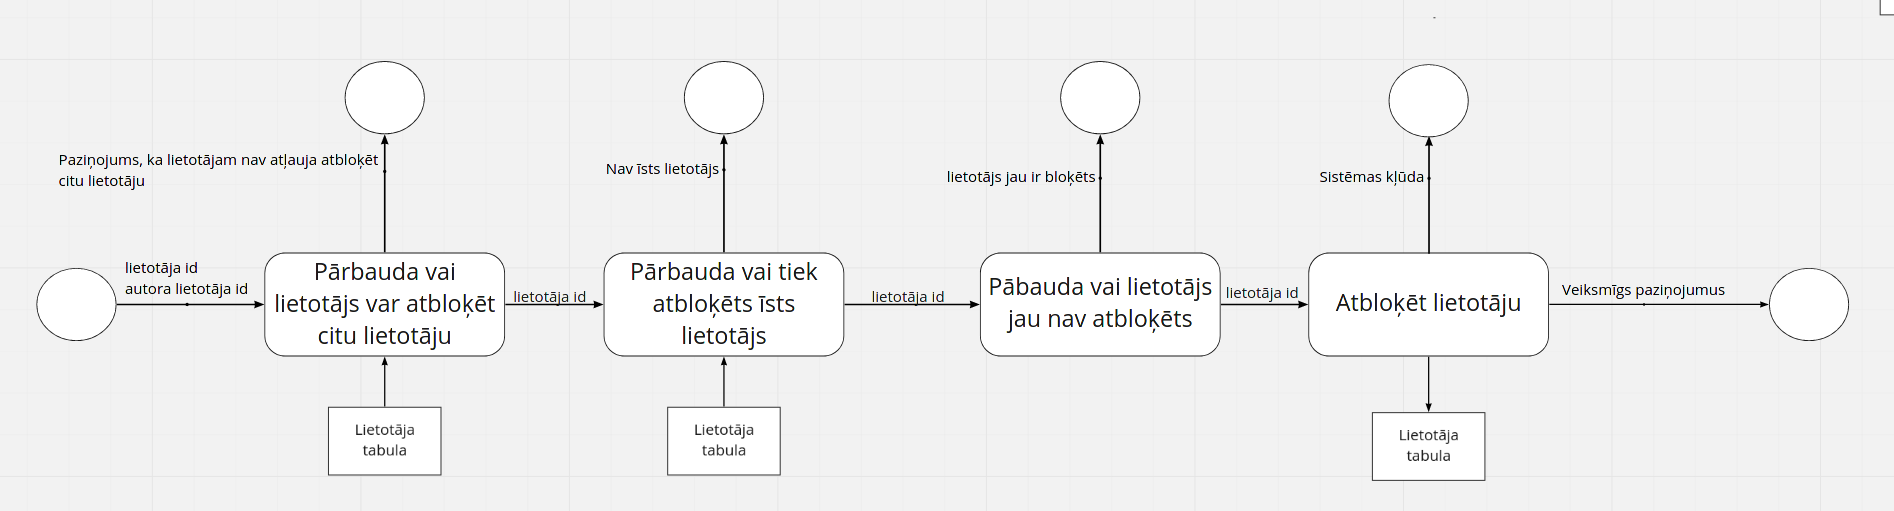 Paziņojums, ka lietotājam nav atļauja atbloķēt
citu lietotāju
Nav īsts lietotājs
lietotājs jau ir bloķēts
Sistēmas kļūda
lietotāja id
autora lietotāja id
Pārbauda vai
lietotājs var atbloķēt
citu lietotāju
lietotāja id
Pārbauda vai tiek
atbloķēts īsts
lietotājs
lietotāja id
Pābauda vai lietotājs
jau nav atbloķēts
lietotāja id
Atbloķēt lietotāju
Veiksmīgs paziņojumus
Lietotāja
tabula
Lietotāja
tabula
Lietotāja
tabula